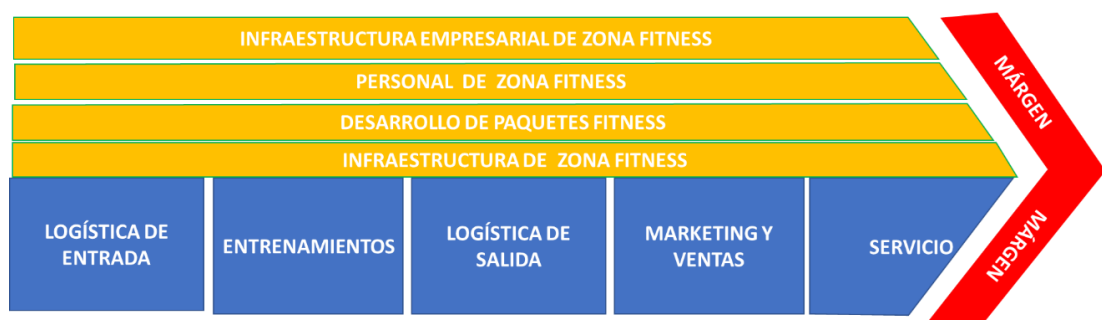 INFRAESTRUCTURA EMPRESARIAL DE ZONA FITNESS
PERSONAL DE ZONA FITNESS
DESARROLLO DE PAQUETES FITNESS
INFRAESTRUCTURA DE ZONA FITNESS
MÁRGEN
LOGÍSTICA DE
ENTRADA
ENTRENAMIENTOS
LOGÍSTICA DE
SALIDA
MARKETING Y
VENTAS
SERVICIO
MÁRGEN